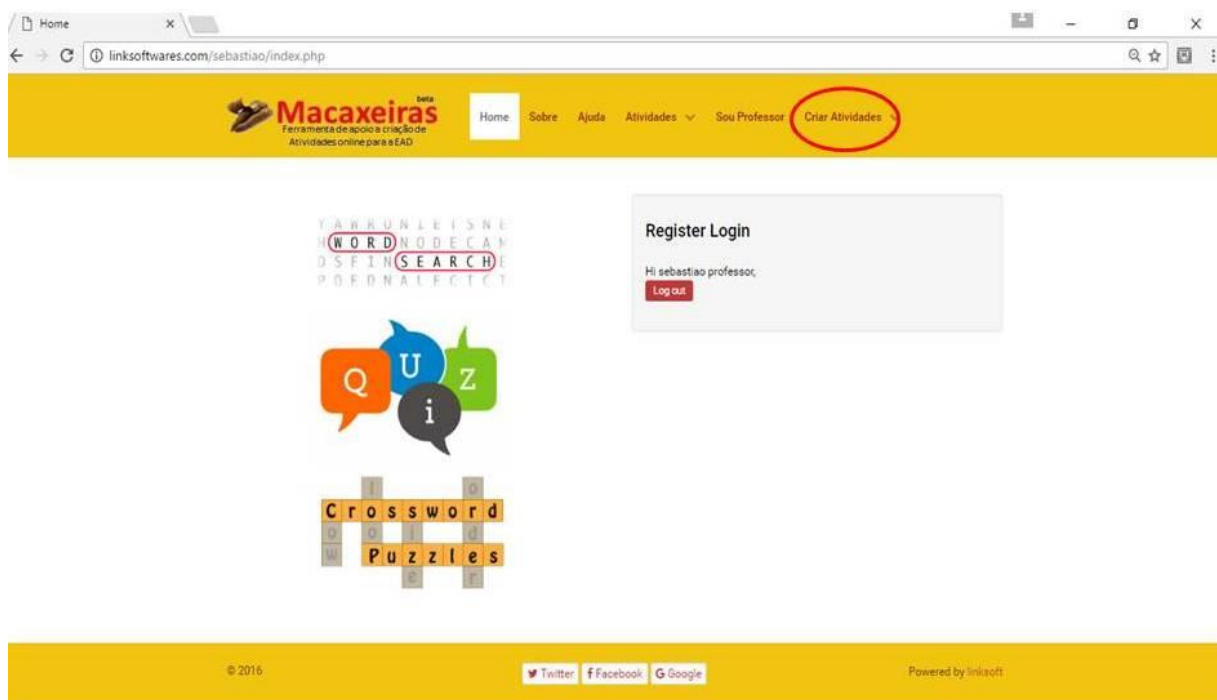 Home
linksoftwares.com/sebastiao/index.php
Macaxeiras beta
Ferramenta de apoio a criação de
Atividades online para a EAD
Home Sobre Ajuda Atividades Sou Professor Criar Atividades
WORD
SEARCH
QUiZ
Crossword
Puzzles
Register Login
Hi sebastiao professor,
Log out
© 2016
Twitter Facebook Google
Powered by linksoft